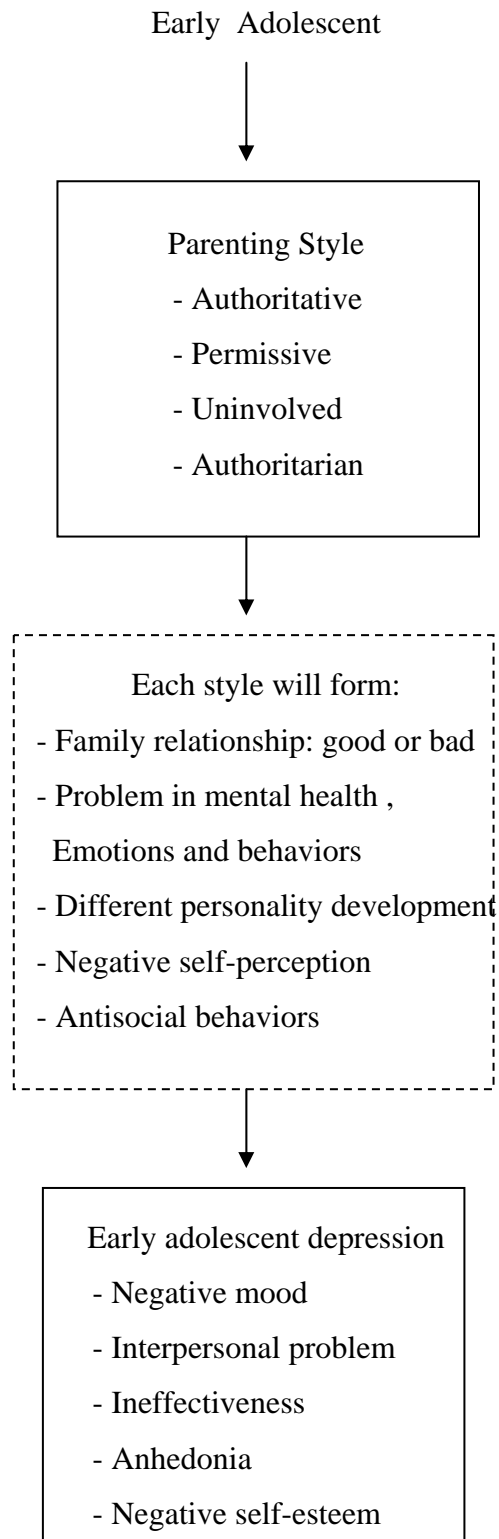 Early Adolescent
Parenting Style
- Authoritative
- Permissive
- Uninvolved
- Authoritarian
Each style will form:
- Family relationship: good or bad
- Problem in mental health ,
Emotions and behaviors
- Different personality development
- Negative self-perception
- Antisocial behaviors
Early adolescent depression
- Negative mood
- Interpersonal problem
- Ineffectiveness
- Anhedonia
- Negative self-esteem